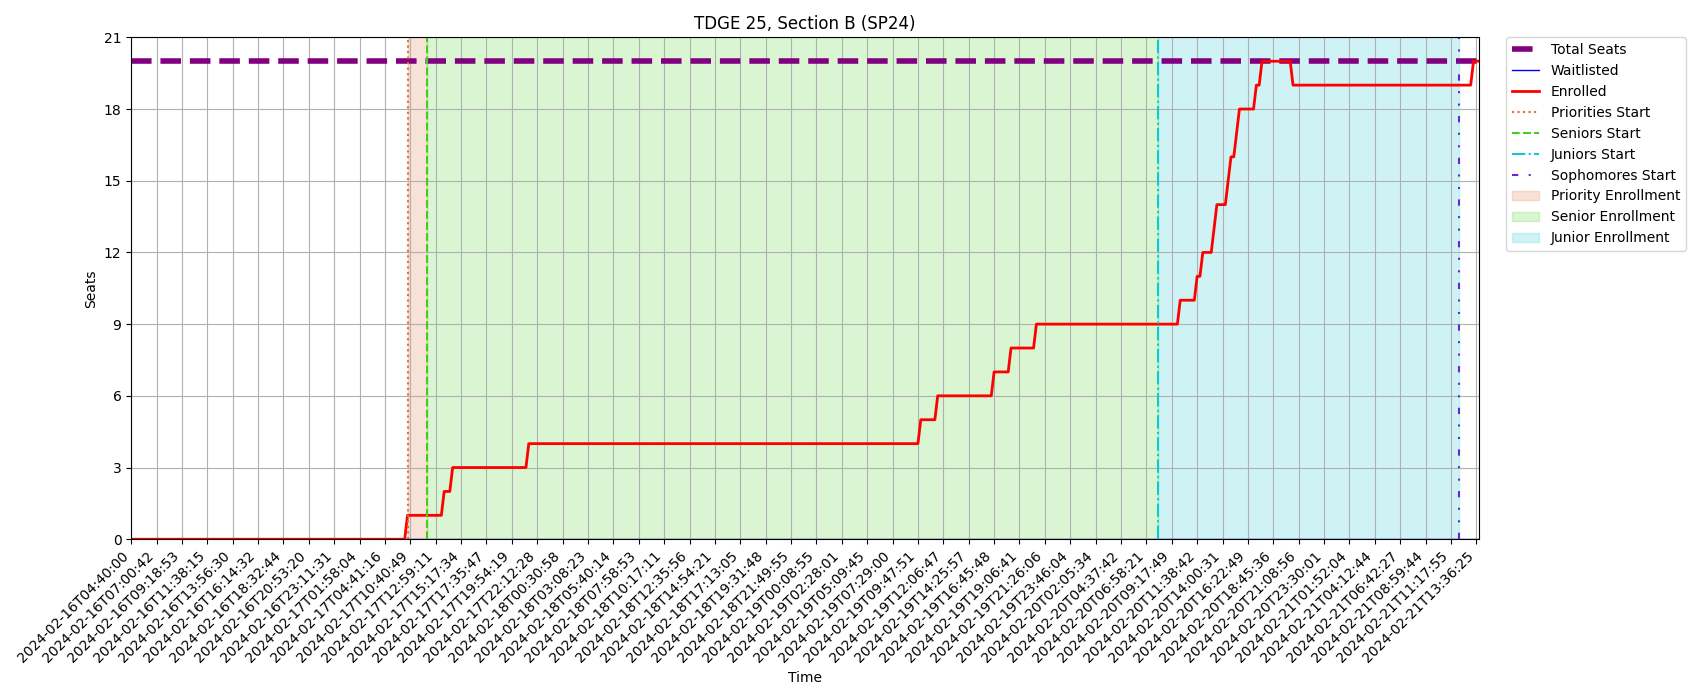 TDGE 25, Section B (SP24)
21
18
15
12
9
6
3
0
Seats
Total Seats
Waitlisted
Enrolled
Priorities Start
Seniors Start
Juniors Start
Sophomores Start
Priority Enrollment
Senior Enrollment
Junior Enrollment
2024-02-16T04:40:00
2024-02-16T07:00:42
2024-02-16T09:18:53
2024-02-16T11:38:15
2024-02-16T13:56:30
2024-02-16T16:14:32
2024-02-16T18:32:44
2024-02-16T20:53:20
2024-02-16T23:11:31
2024-02-17T01:58:04
2024-02-17T04:41:16
2024-02-17T10:40:49
2024-02-17T12:59:11
2024-02-17T15:17:34
2024-02-17T17:35:47
2024-02-17T19:54:19
2024-02-17T22:12:28
2024-02-18T00:30:58
2024-02-18T03:08:23
2024-02-18T05:40:14
2024-02-18T07:58:53
2024-02-18T10:17:11
2024-02-18T12:35:56
2024-02-18T14:54:21
2024-02-18T17:13:05
2024-02-18T19:31:48
2024-02-18T21:49:55
2024-02-19T00:08:55
2024-02-19T02:28:01
2024-02-19T05:09:45
2024-02-19T07:29:00
2024-02-19T09:47:51
2024-02-19T12:06:47
2024-02-19T14:25:57
2024-02-19T16:45:48
2024-02-19T19:06:41
2024-02-19T21:26:06
2024-02-19T23:46:04
2024-02-20T02:05:34
2024-02-20T04:37:42
2024-02-20T06:58:21
2024-02-20T09:17:49
2024-02-20T11:38:42
2024-02-20T14:00:31
2024-02-20T16:22:49
2024-02-20T18:45:36
2024-02-20T21:08:56
2024-02-20T23:30:01
2024-02-21T01:52:04
2024-02-21T04:12:44
2024-02-21T06:42:27
2024-02-21T08:59:44
2024-02-21T11:17:55
2024-02-21T13:36:25
Time